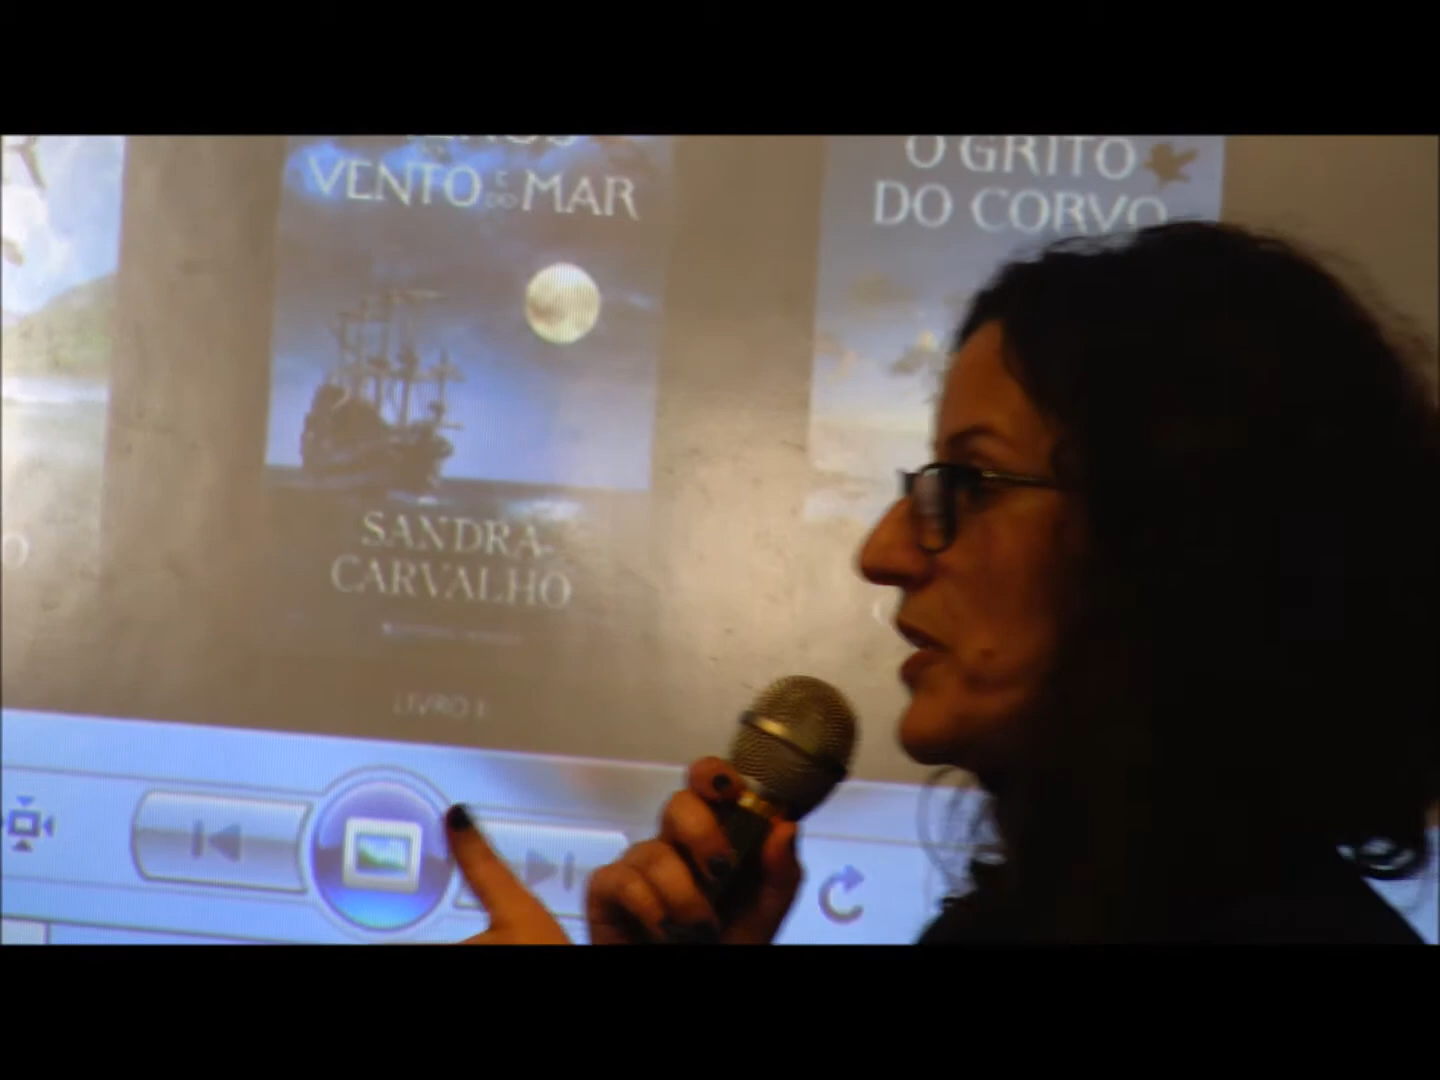 VENTO E DO MAR
SANDRA
CARVALHO
LIVRO I
O GRITO
DO CORVO